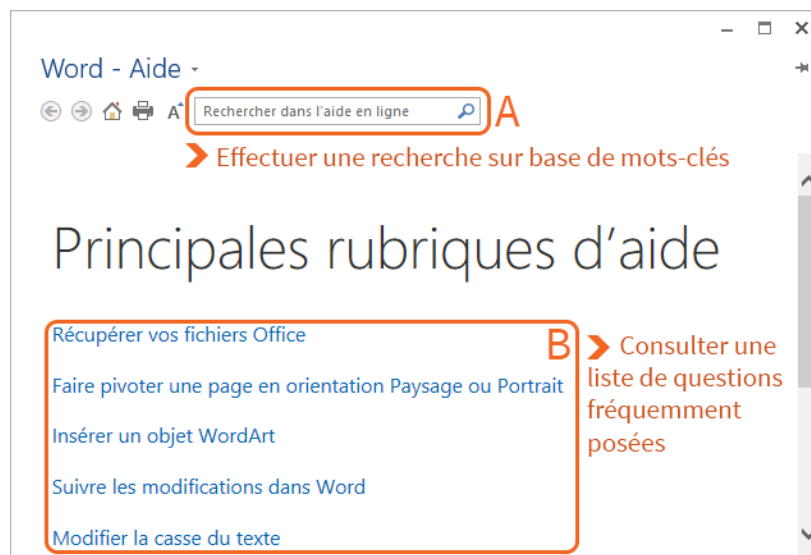 Word - Aide
A
Rechercher dans l'aide en ligne
A
Effectuer une recherche sur base de mots-clés
Principales rubriques d'aide
Récupérer vos fichiers Office
B
Consulter une
Faire pivoter une page en orientation Paysage ou Portrait
liste de questions
fréquemment
Insérer un objet WordArt
posées
Suivre les modifications dans Word
Modifier la casse du texte